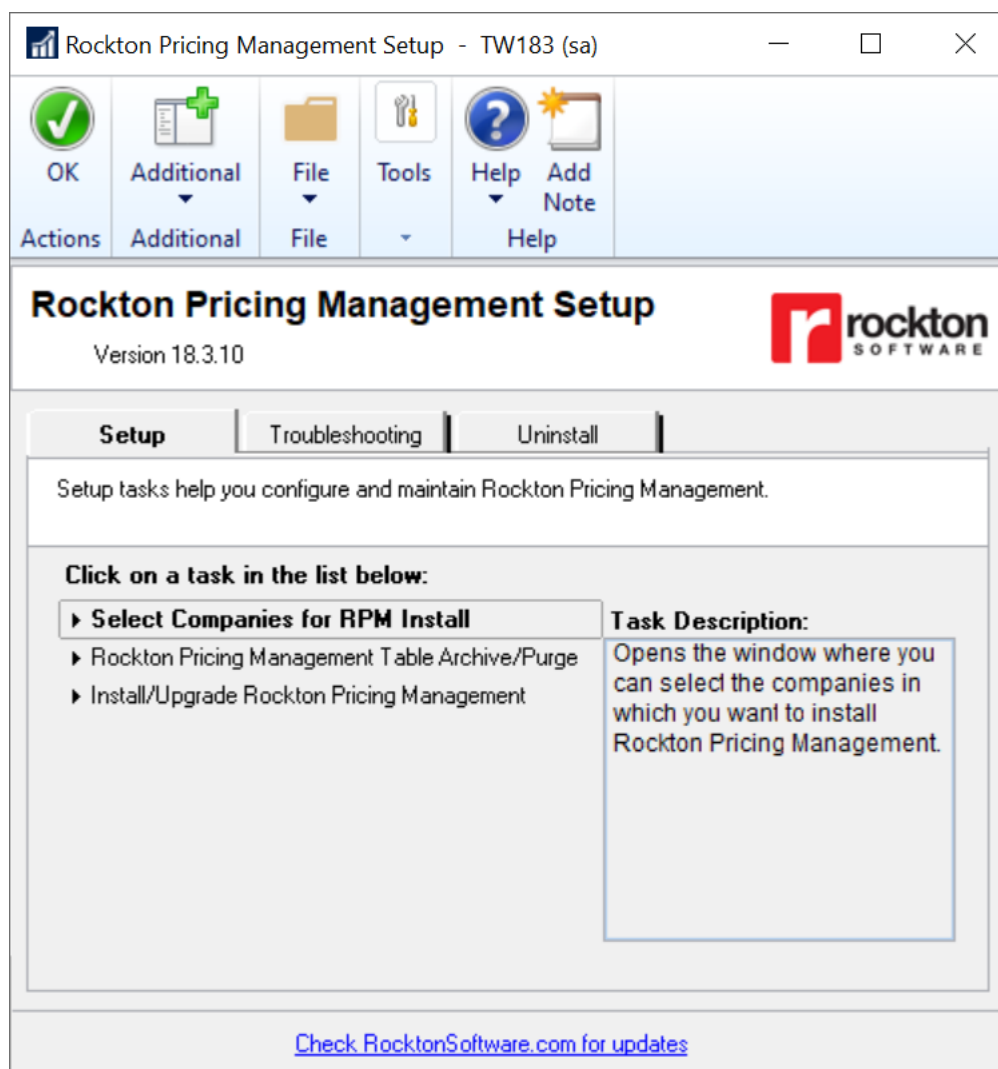 Rockton Pricing Management Setup - TW183 (sa)
OK
Additional
File
Tools
Help
Add
Note
Actions
Additional
File
Help
Rockton Pricing Management Setup
Version 18.3.10
r rockton
SOFTWARE
Setup
Troubleshooting
Uninstall
Setup tasks help you configure and maintain Rockton Pricing Management.
Click on a task in the list below:
Select Companies for RPM Install
Rockton Pricing Management Table Archive/Purge
Install/Upgrade Rockton Pricing Management
Task Description:
Opens the window where you
can select the companies in
which you want to install
Rockton Pricing Management.
Check RocktonSoftware.com for updates